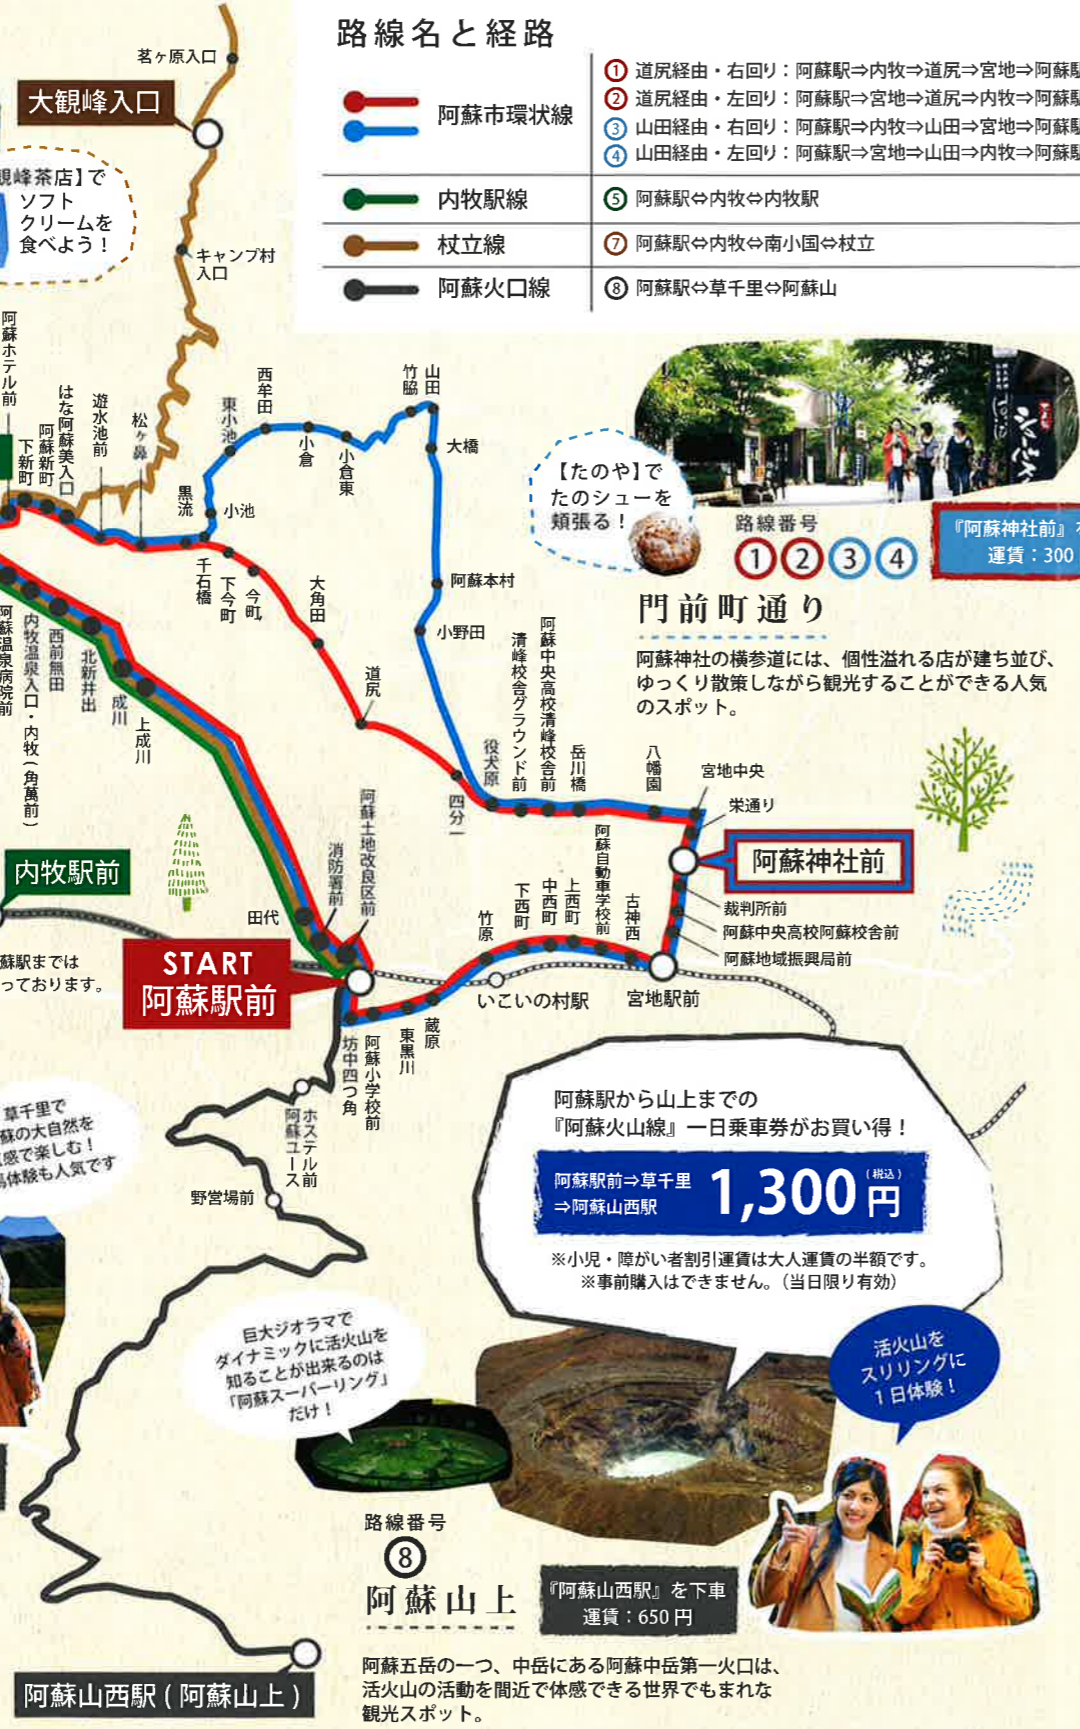 路線名と経路
阿蘇市環状線
① 道尻経由・右回り：阿蘇駅⇒内牧⇒道尻⇒宮地⇒阿蘇駅
② 道尻経由・左回り：阿蘇駅⇒宮地⇒道尻⇒内牧⇒阿蘇駅
③ 山田経由・右回り：阿蘇駅⇒内牧⇒山田⇒宮地⇒阿蘇駅
④ 山田経由・左回り：阿蘇駅⇒宮地⇒山田⇒内牧⇒阿蘇駅
内牧駅線
⑤ 阿蘇駅⇔内牧⇔内牧駅
杖立線
⑦ 阿蘇駅⇔内牧⇔南小国⇔杖立
阿蘇火口線
⑧ 阿蘇駅⇔草千里⇔阿蘇山
茗ヶ原入口
大観峰入口
観峰茶店】で
ソフト
クリームを
食べよう！
キャンプ村
入口
阿蘇ホテル前
下新町
阿蘇新町
はな阿蘇美入口
遊水池前
松ヶ鼻
黒流
小池
東小池
西牟田
小倉
小倉東
竹脇
山田
大橋
阿蘇本村
小野田
千石橋
下今町
今町
大角田
道尻
四分一
役犬原
清峰校舎グラウンド前
阿蘇中央高校清峰校舎前
岳川橋
八幡園
宮地中央
栄通り
阿蘇神社前
裁判所前
阿蘇中央高校阿蘇校舎前
阿蘇地域振興局前
宮地駅前
古神西
阿蘇自動車学校前
上西町
中西町
下西町
竹原
いこいの村駅
蔵原
東黒川
阿蘇小学校前
坊中四つ角
阿蘇温泉病院前
内牧温泉入口・内牧(角萬前)
西前無田
北新井出
成川
上成川
田代
消防署前
阿蘇土地改良区前
内牧駅前
START
阿蘇駅前
蘇駅までは
っております。
【たのや】で
たのシューを
頬張る！
路線番号
① ② ③ ④
『阿蘇神社前』
運賃：300
門前町通り
阿蘇神社の横参道には、個性溢れる店が建ち並び、
ゆっくり散策しながら観光することができる人気
のスポット。
阿蘇ユース
ホステル前
野営場前
草千里で
蘇の大自然を
感で楽しむ！
体験も人気です
阿蘇駅から山上までの
『阿蘇火山線』一日乗車券がお買い得！
阿蘇駅前⇒草千里
⇒阿蘇山西駅
1,300円
（税込）
※小児・障がい者割引運賃は大人運賃の半額です。
※事前購入はできません。（当日限り有効）
巨大ジオラマで
ダイナミックに活火山を
知ることが出来るのは
「阿蘇スーパーリング」
だけ！
活火山を
スリリングに
1日体験！
路線番号
⑧
阿蘇山上
『阿蘇山西駅』を下車
運賃：650円
阿蘇五岳の一つ、中岳にある阿蘇中岳第一火口は、
活火山の活動を間近で体感できる世界でもまれな
観光スポット。
阿蘇山西駅(阿蘇山上)